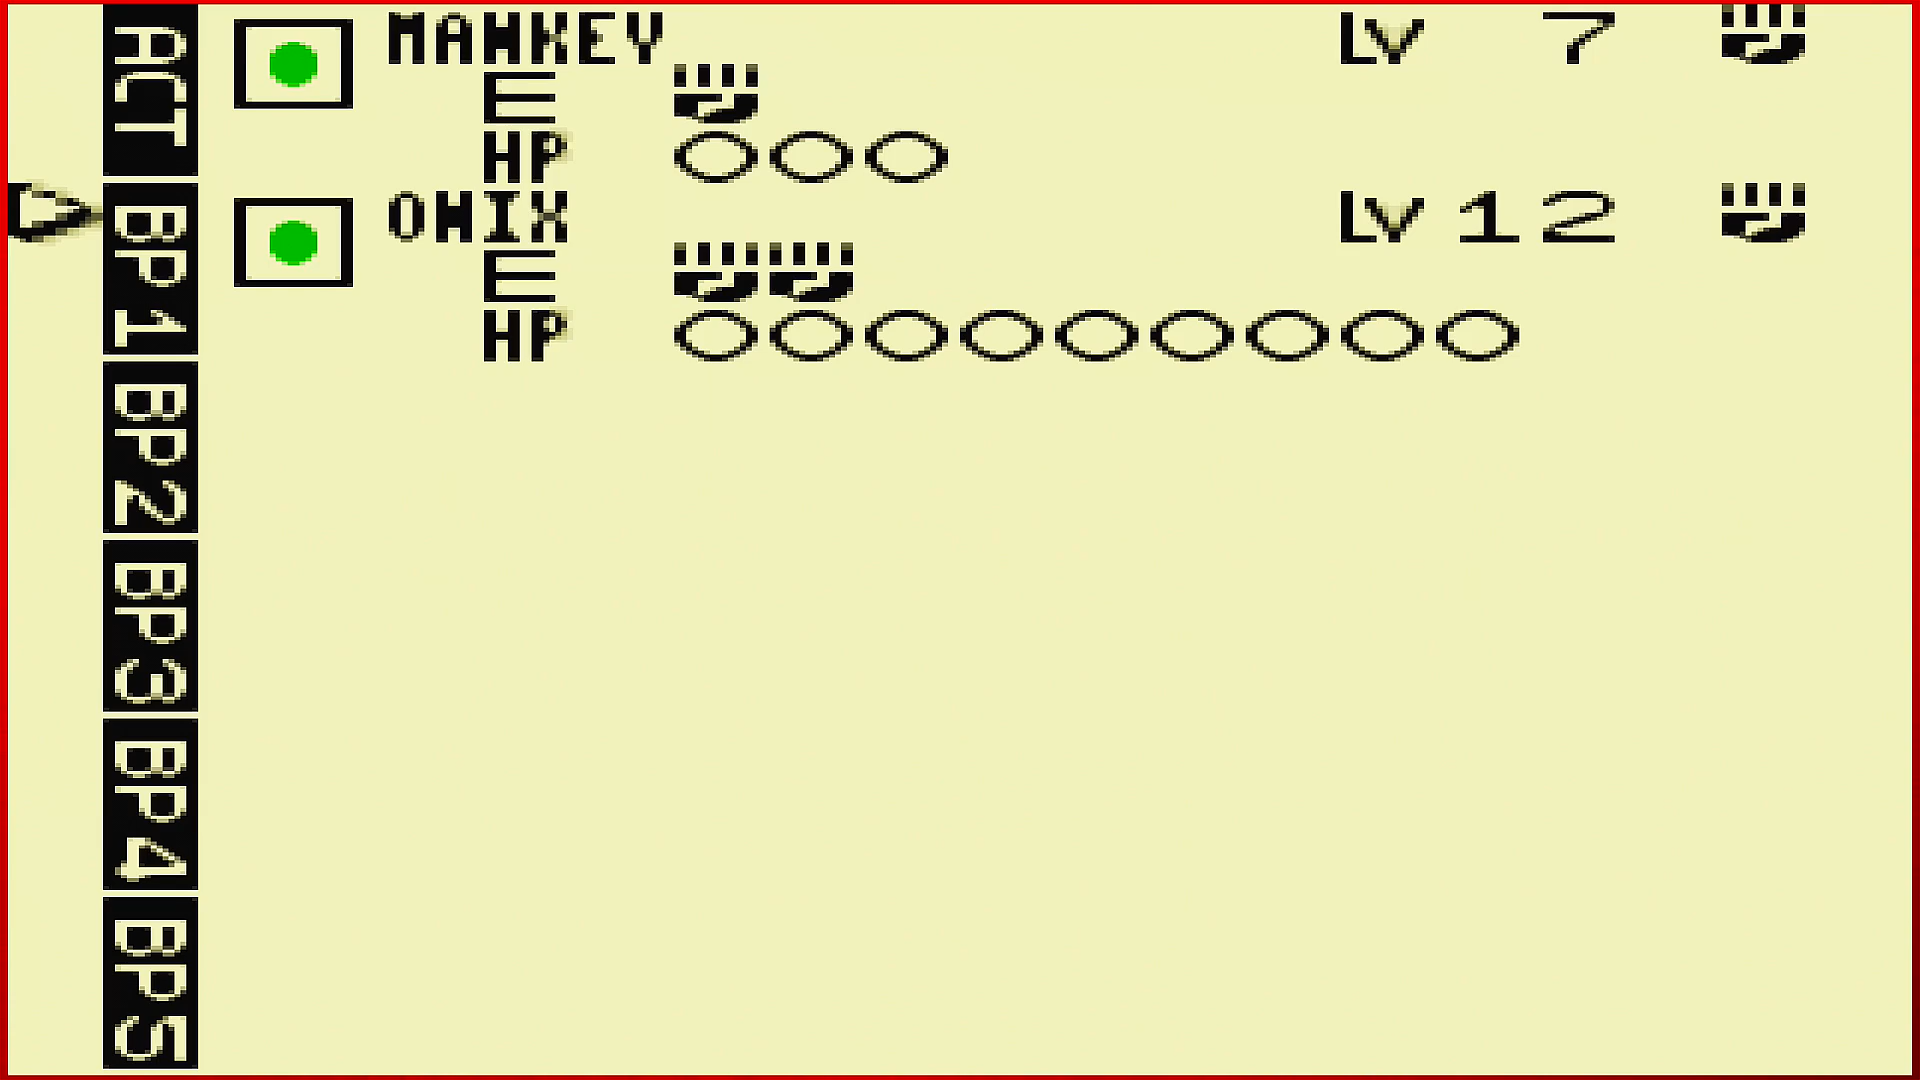 ACT MANKEY Lv 7
E
HP
BP1 ONIX Lv 12
E
HP
BP2
BP3
BP4
BP5